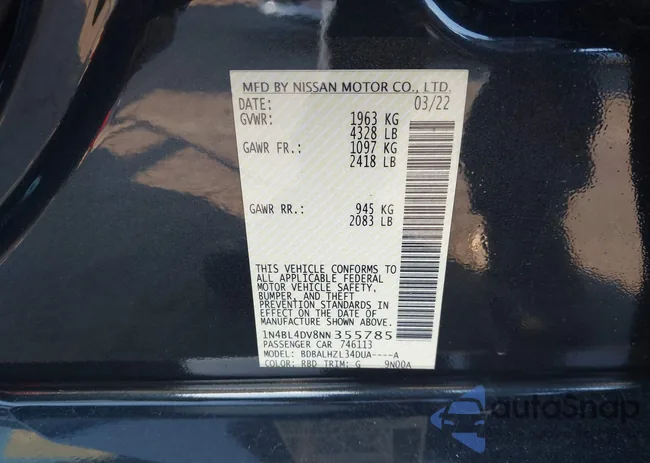 MFD BY NISSAN MOTOR CO., LTD.
DATE: 03/22
GVWR: 1963 KG
4328 LB
GAWR FR.: 1097 KG
2418 LB
GAWR RR.: 945 KG
2083 LB
THIS VEHICLE CONFORMS TO
ALL APPLICABLE FEDERAL
MOTOR VEHICLE SAFETY,
BUMPER, AND THEFT
PREVENTION STANDARDS IN
EFFECT ON THE DATE OF
MANUFACTURE SHOWN ABOVE.
1N4BL4DV8NN355785
PASSENGER CAR 746113
MODEL: BDBALHZL34DUA----A
COLOR: RBD TRIM: G 9N00A
autoSnap